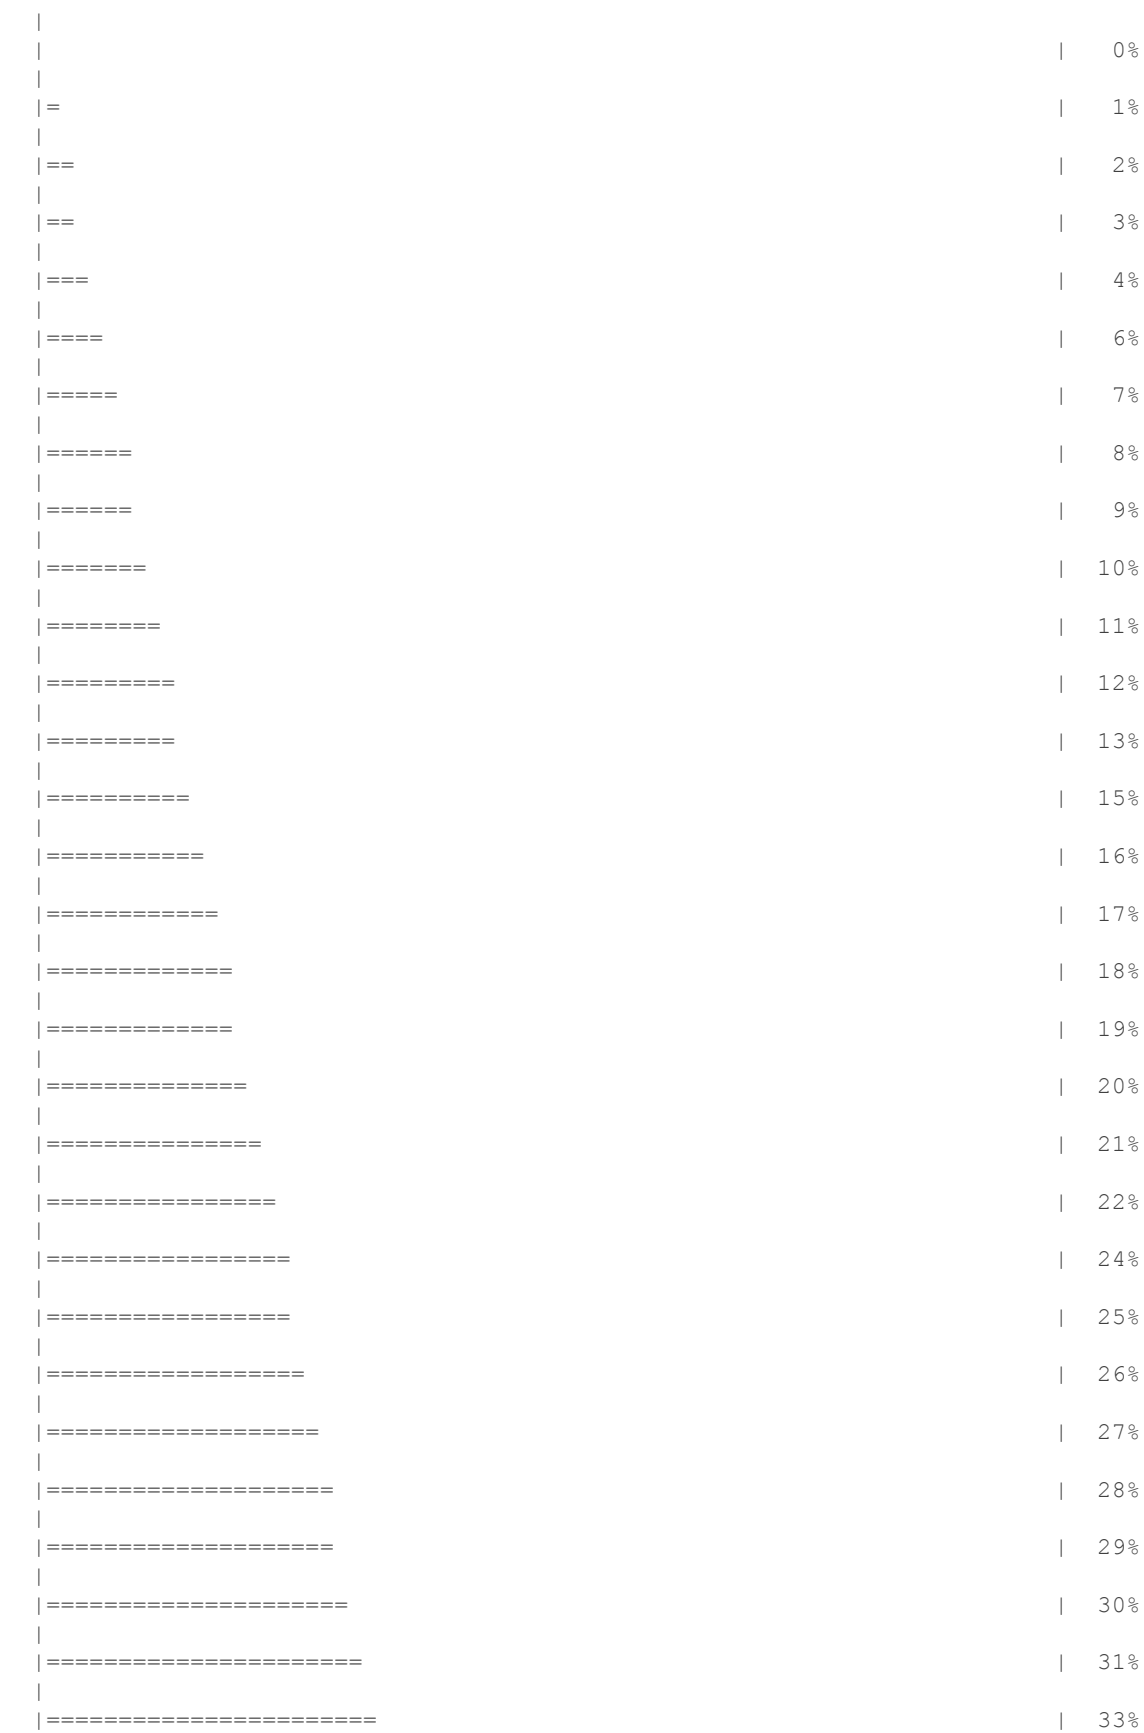 |
|                                                                      |   0%
|
|=                                                                     |   1%
|
|==                                                                    |   2%
|
|==                                                                    |   3%
|
|===                                                                   |   4%
|
|====                                                                  |   6%
|
|=====                                                                 |   7%
|
|======                                                                |   8%
|
|======                                                                |   9%
|
|=======                                                               |  10%
|
|========                                                              |  11%
|
|=========                                                             |  12%
|
|=========                                                             |  13%
|
|==========                                                            |  15%
|
|===========                                                           |  16%
|
|============                                                          |  17%
|
|=============                                                         |  18%
|
|=============                                                         |  19%
|
|==============                                                        |  20%
|
|===============                                                       |  21%
|
|================                                                      |  22%
|
|=================                                                     |  24%
|
|=================                                                     |  25%
|
|==================                                                    |  26%
|
|===================                                                   |  27%
|
|====================                                                  |  28%
|
|====================                                                  |  29%
|
|=====================                                                 |  30%
|
|======================                                                |  31%
|
|=======================                                               |  33%